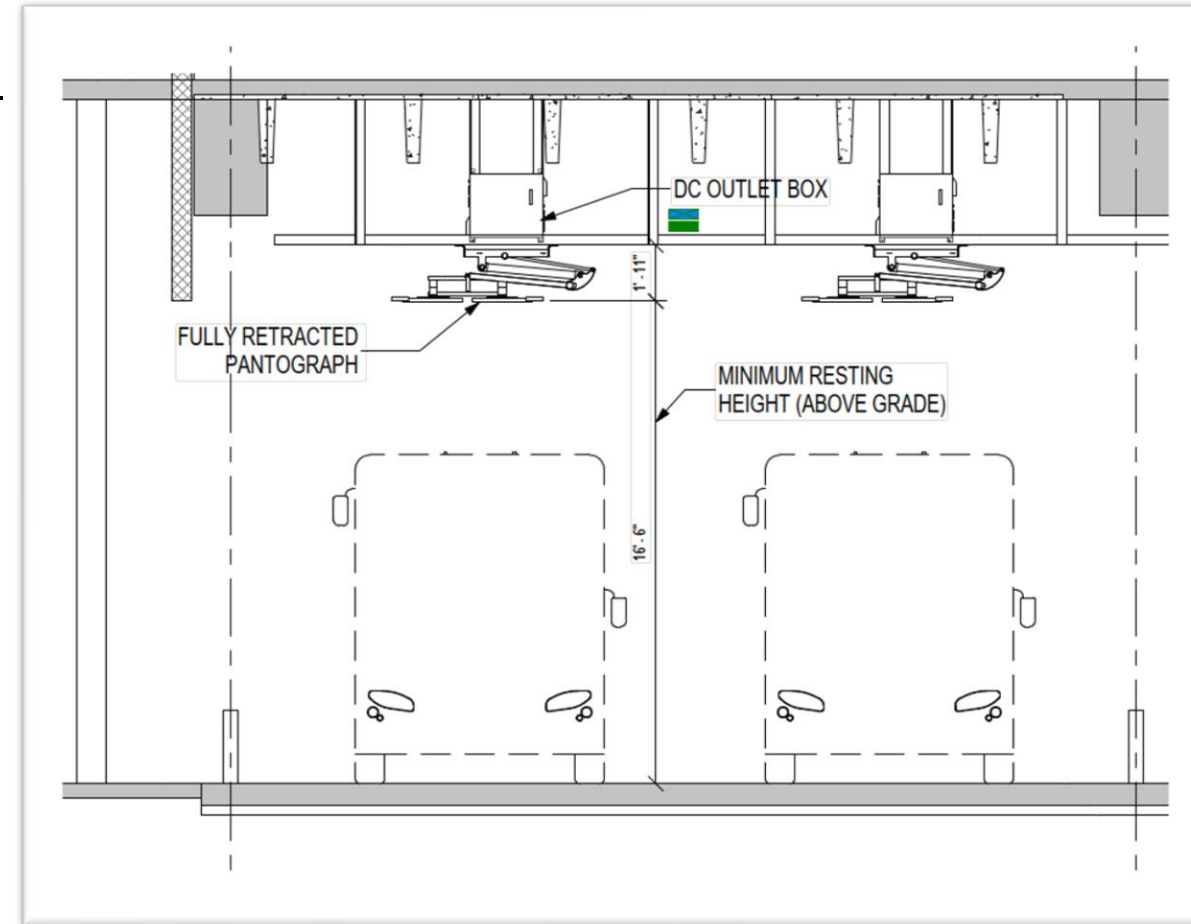 DC OUTLET BOX
1' - 11"
FULLY RETRACTED
PANTOGRAPH
MINIMUM RESTING
HEIGHT (ABOVE GRADE)
16' - 6"